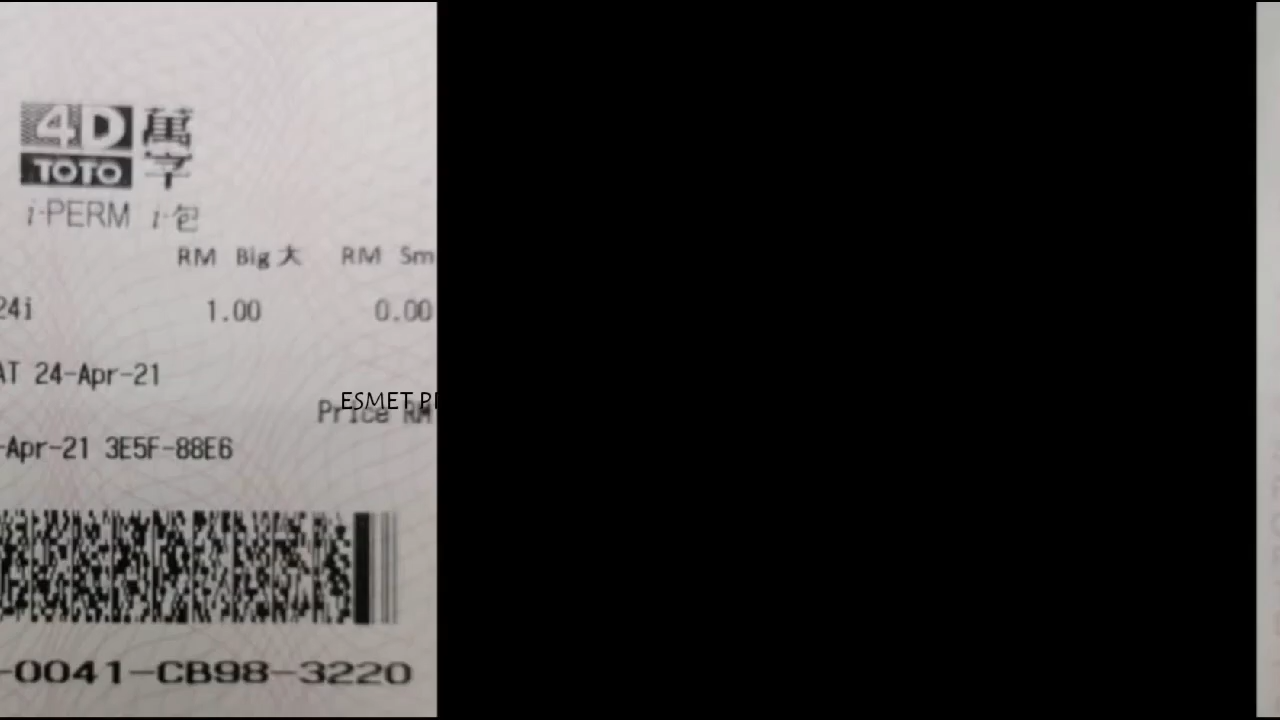 4D 萬字
TOTO
i-PERM i-包
RM Big 大 RM Sm
24i 1.00 0.00
AT 24-Apr-21
ESMET P
Price RM
-Apr-21 3E5F-88E6
-0041-CB98-3220